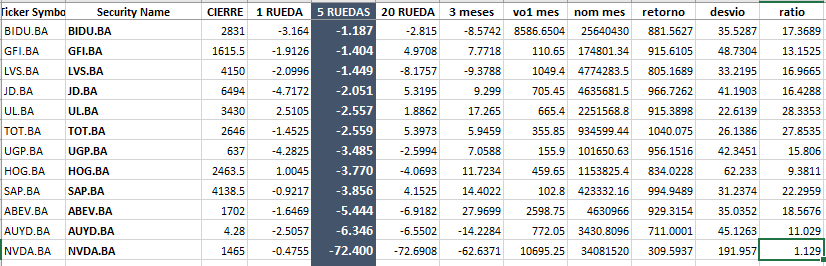 Ticker Symbo Security Name CIERRE 1 RUEDA 5 RUEDAS 20 RUEDA 3 meses vo1 mes nom mes retorno desvio ratio
BIDU.BA BIDU.BA 2831 -3.164 -1.187 -2.815 -8.5742 8586.6504 25640430 881.5627 35.5287 17.3689
GFI.BA GFI.BA 1615.5 -1.9126 -1.404 4.9708 7.7718 110.65 174801.34 915.6105 48.7304 13.1525
LVS.BA LVS.BA 4150 -2.0996 -1.449 -8.1757 -9.3788 1049.4 4774283.5 805.1689 33.2195 16.9665
JD.BA JD.BA 6494 -4.7172 -2.051 5.3195 9.299 705.45 4635681.5 966.7262 41.1903 16.4288
UL.BA UL.BA 3430 2.5105 -2.557 1.8862 17.265 665.4 2251568.8 915.3898 22.6139 28.3353
TOT.BA TOT.BA 2646 -1.4525 -2.559 5.3973 5.9459 355.85 934599.44 1040.075 26.1386 27.8535
UGP.BA UGP.BA 637 -4.2825 -3.485 -2.5994 7.0588 155.9 101650.63 956.1516 42.3451 15.806
HOG.BA HOG.BA 2463.5 1.0045 -3.770 -4.0693 11.7234 459.65 1153825.4 834.0228 62.233 9.3811
SAP.BA SAP.BA 4138.5 -0.9217 -3.856 4.1525 14.4022 102.8 423332.16 994.9489 31.2374 22.2959
ABEV.BA ABEV.BA 1702 -1.6469 -5.444 -6.9182 27.9699 2598.75 4630966 929.3154 35.0352 18.5676
AUYD.BA AUYD.BA 4.28 -2.5057 -6.346 -6.5502 -14.2284 772.05 3430.8096 711.0001 45.1263 11.029
NVDA.BA NVDA.BA 1465 -0.4755 -72.400 -72.6908 -62.6371 10695.25 34081520 309.5937 191.957 1.129